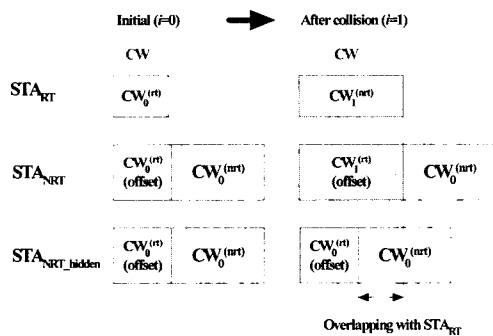 Initial (i=0) After collision (i=1)
CW CW
STA_RT CW_0^(rt) CW_1^(nrt)
STA_NRT CW_0^(rt) (offset) CW_0^(nrt) CW_1^(rt) (offset) CW_0^(nrt)
STA_NRT_hidden CW_0^(rt) (offset) CW_0^(nrt) CW_0^(rt) (offset) CW_0^(nrt)
Overlapping with STA_RT